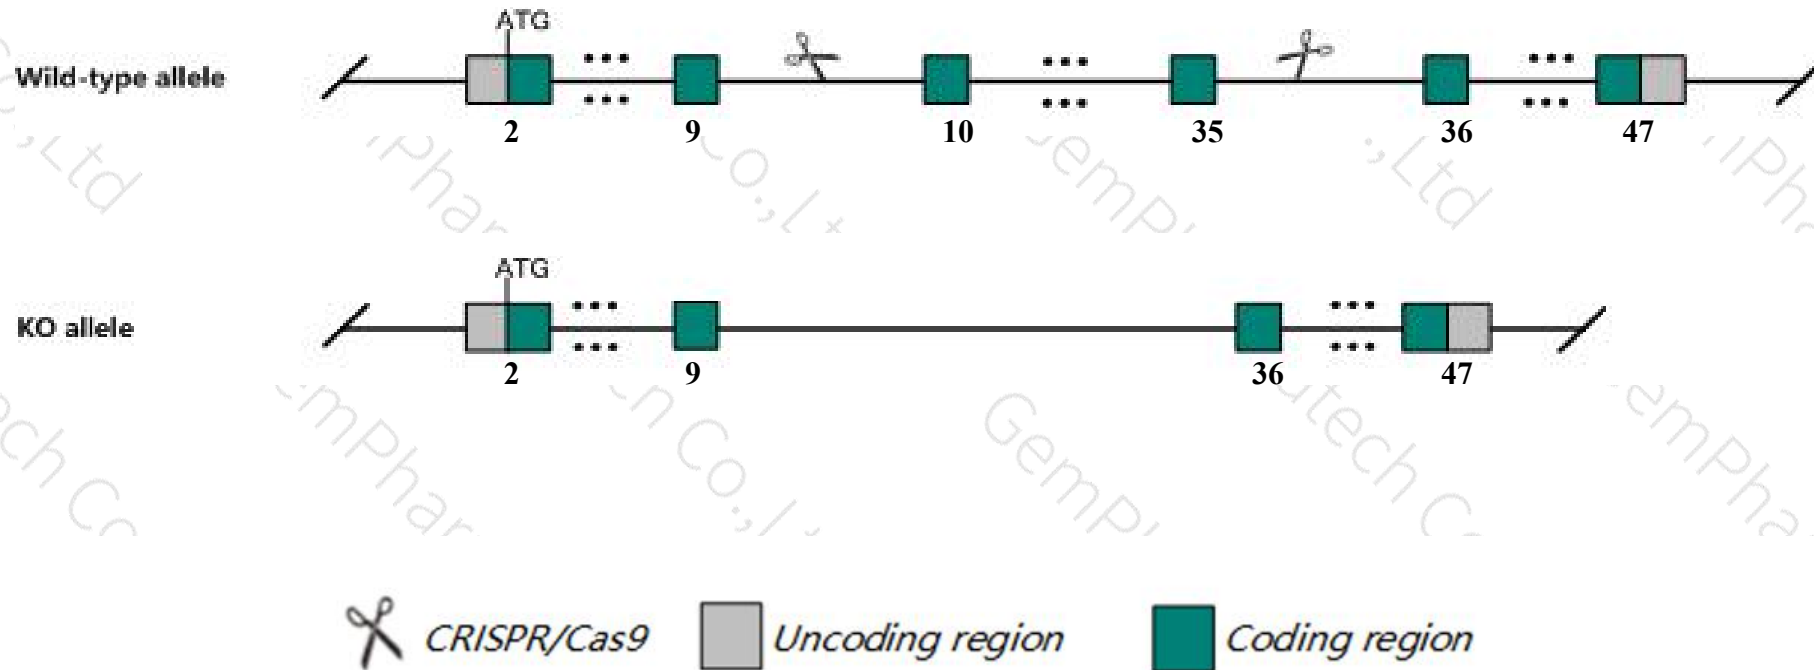 ATG
Wild-type allele
2 9 10 35 36 47
ATG
KO allele
2 9 36 47
CRISPR/Cas9 Uncoding region Coding region